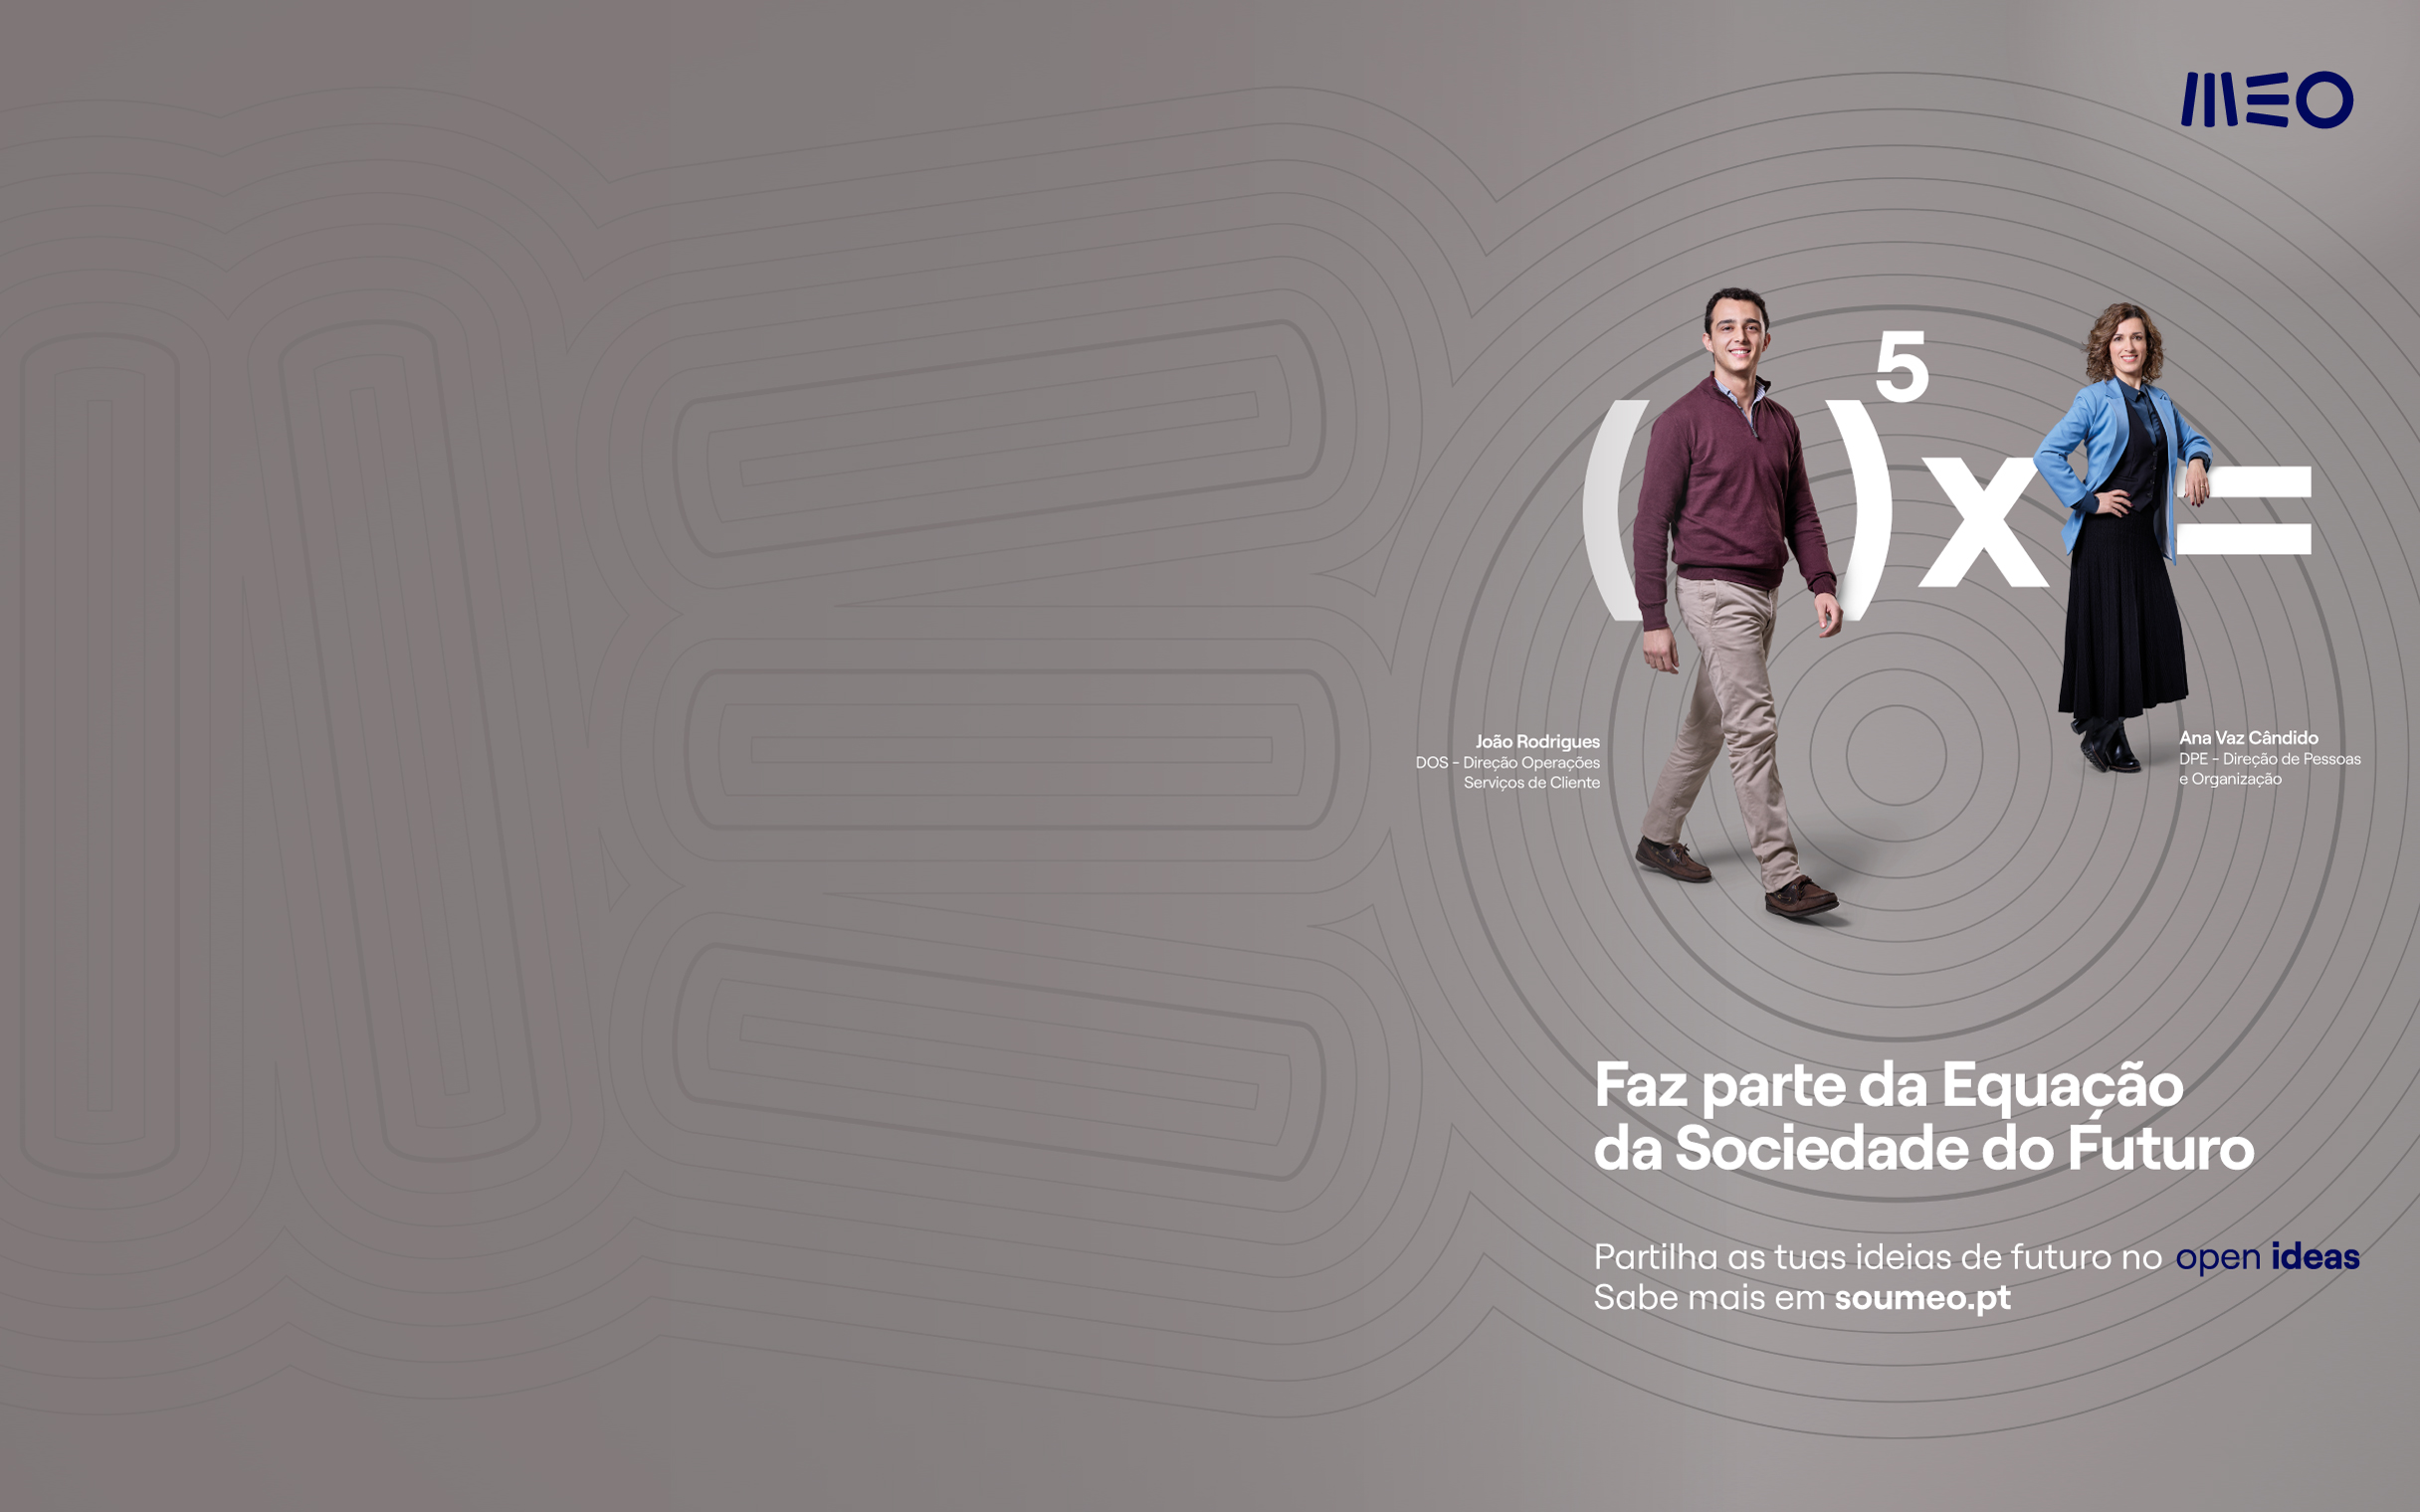 MEO
( )5 x =
João Rodrigues
DOS – Direção Operações
Serviços de Cliente
Ana Vaz Cândido
DPE – Direção de Pessoas
e Organização
Faz parte da Equação
da Sociedade do Futuro
Partilha as tuas ideias de futuro no open ideas
Sabe mais em soumeo.pt